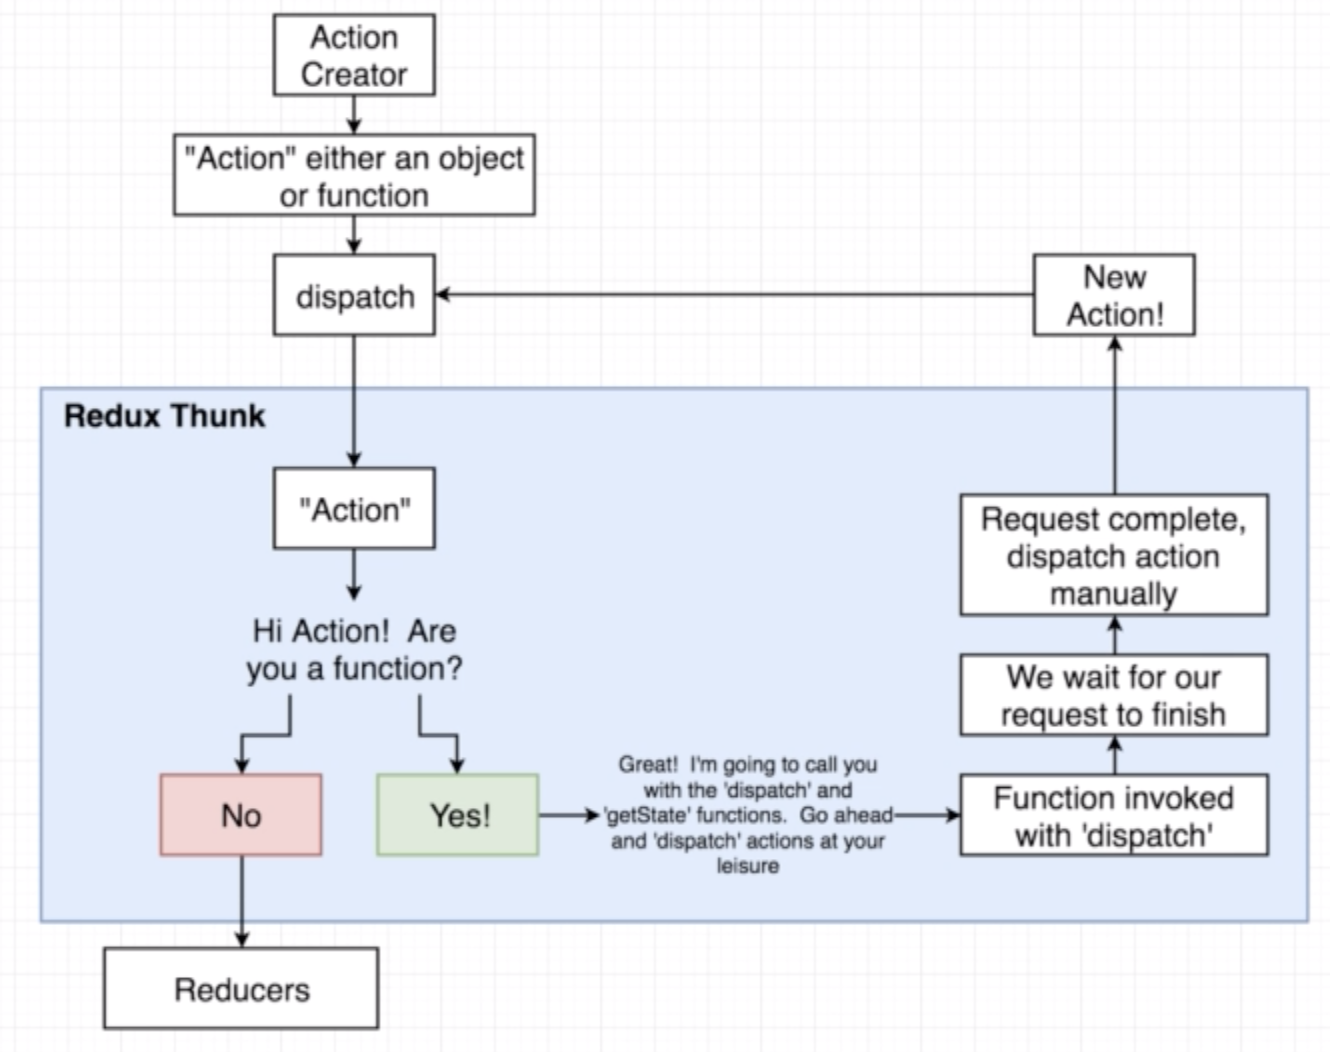 Action
Creator
"Action" either an object
or function
dispatch
New
Action!
Redux Thunk
"Action"
Hi Action!  Are
you a function?
No
Yes!
Great!  I'm going to call you
with the 'dispatch' and
'getState' functions.  Go ahead
and 'dispatch' actions at your
leisure
Request complete,
dispatch action
manually
We wait for our
request to finish
Function invoked
with 'dispatch'
Reducers